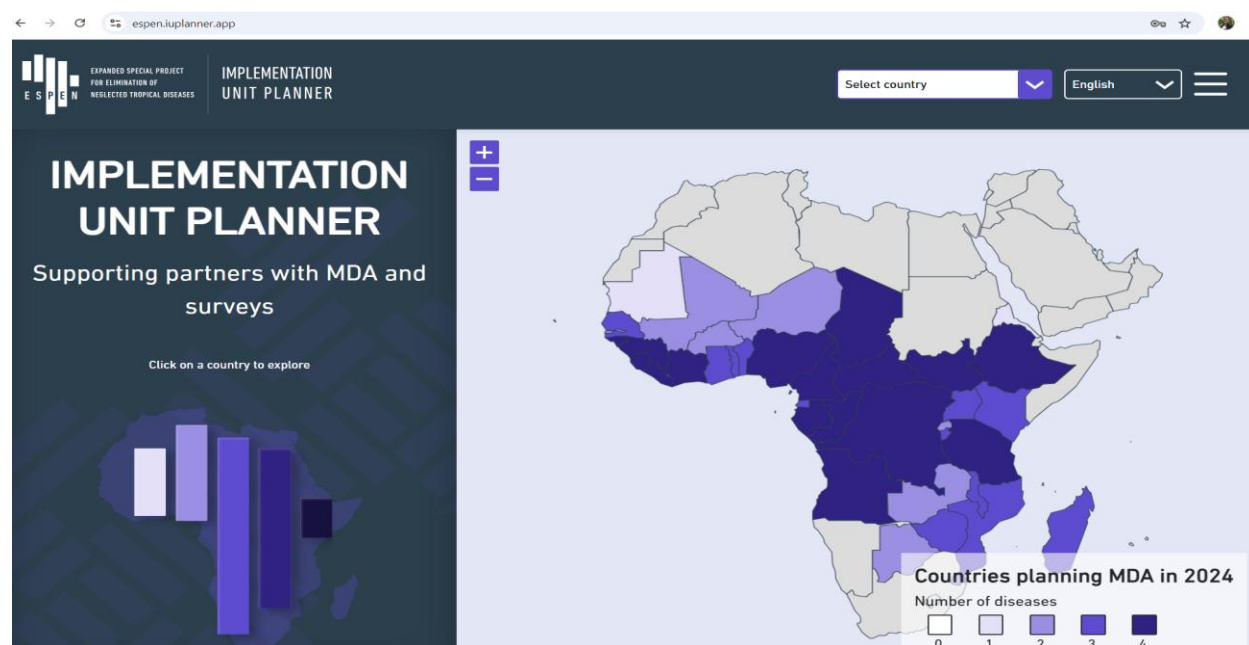 espen.iuplanner.app
ESPEN
EXPANDED SPECIAL PROJECT
FOR ELIMINATION OF
NEGLECTED TROPICAL DISEASES
IMPLEMENTATION
UNIT PLANNER
Select country
English
IMPLEMENTATION
UNIT PLANNER
Supporting partners with MDA and
surveys
Click on a country to explore
+
−
Countries planning MDA in 2024
Number of diseases
0 1 2 3 4